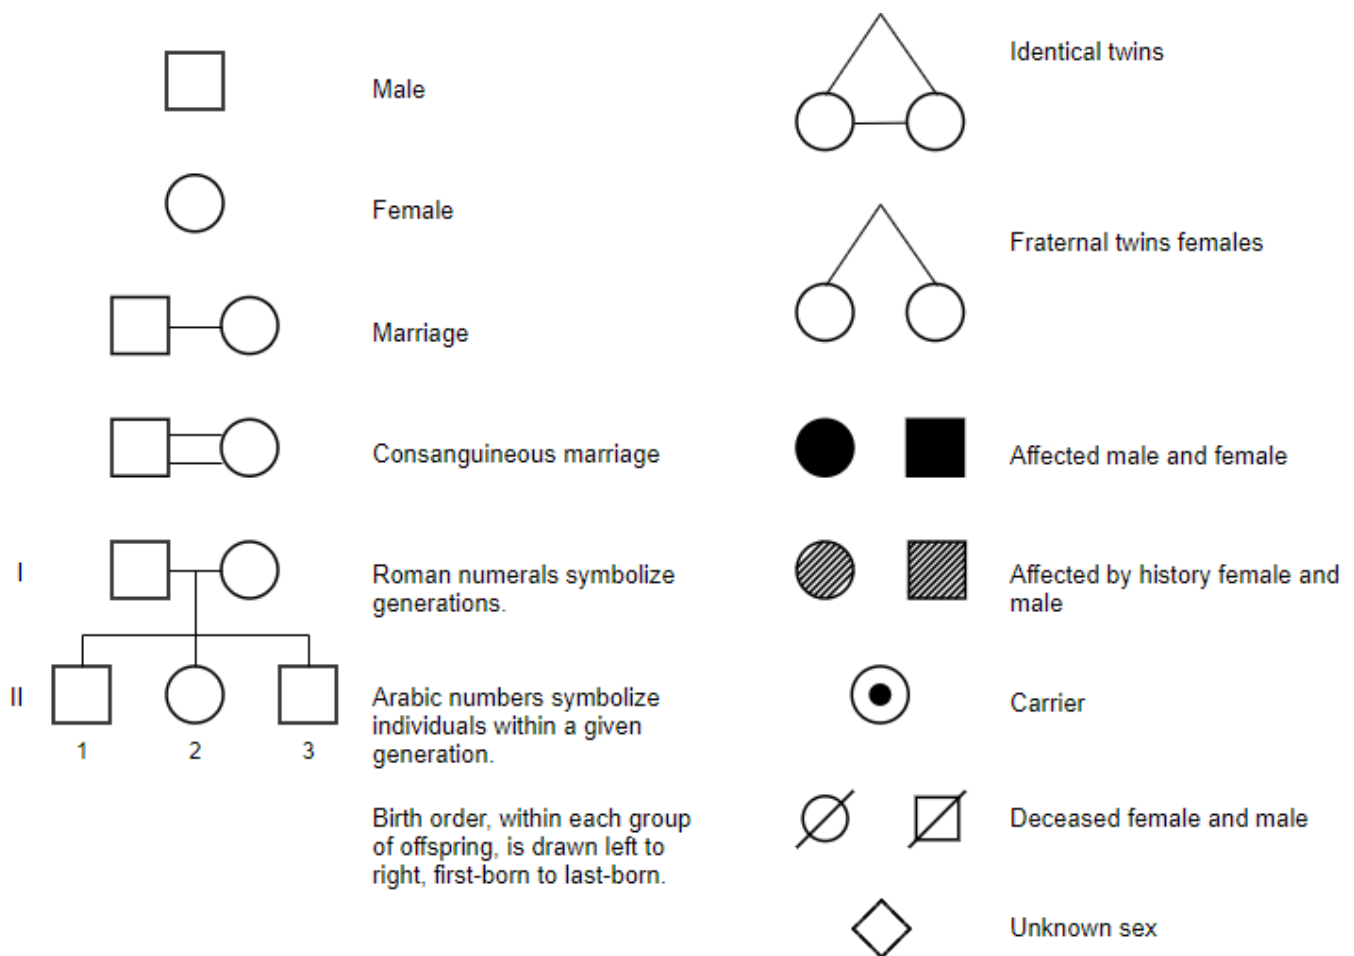 Male
Female
Marriage
Consanguineous marriage
I
Roman numerals symbolize
generations.
II
Arabic numbers symbolize
individuals within a given
generation.
1 2 3
Birth order, within each group
of offspring, is drawn left to
right, first-born to last-born.
Identical twins
Fraternal twins females
Affected male and female
Affected by history female and
male
Carrier
Deceased female and male
Unknown sex